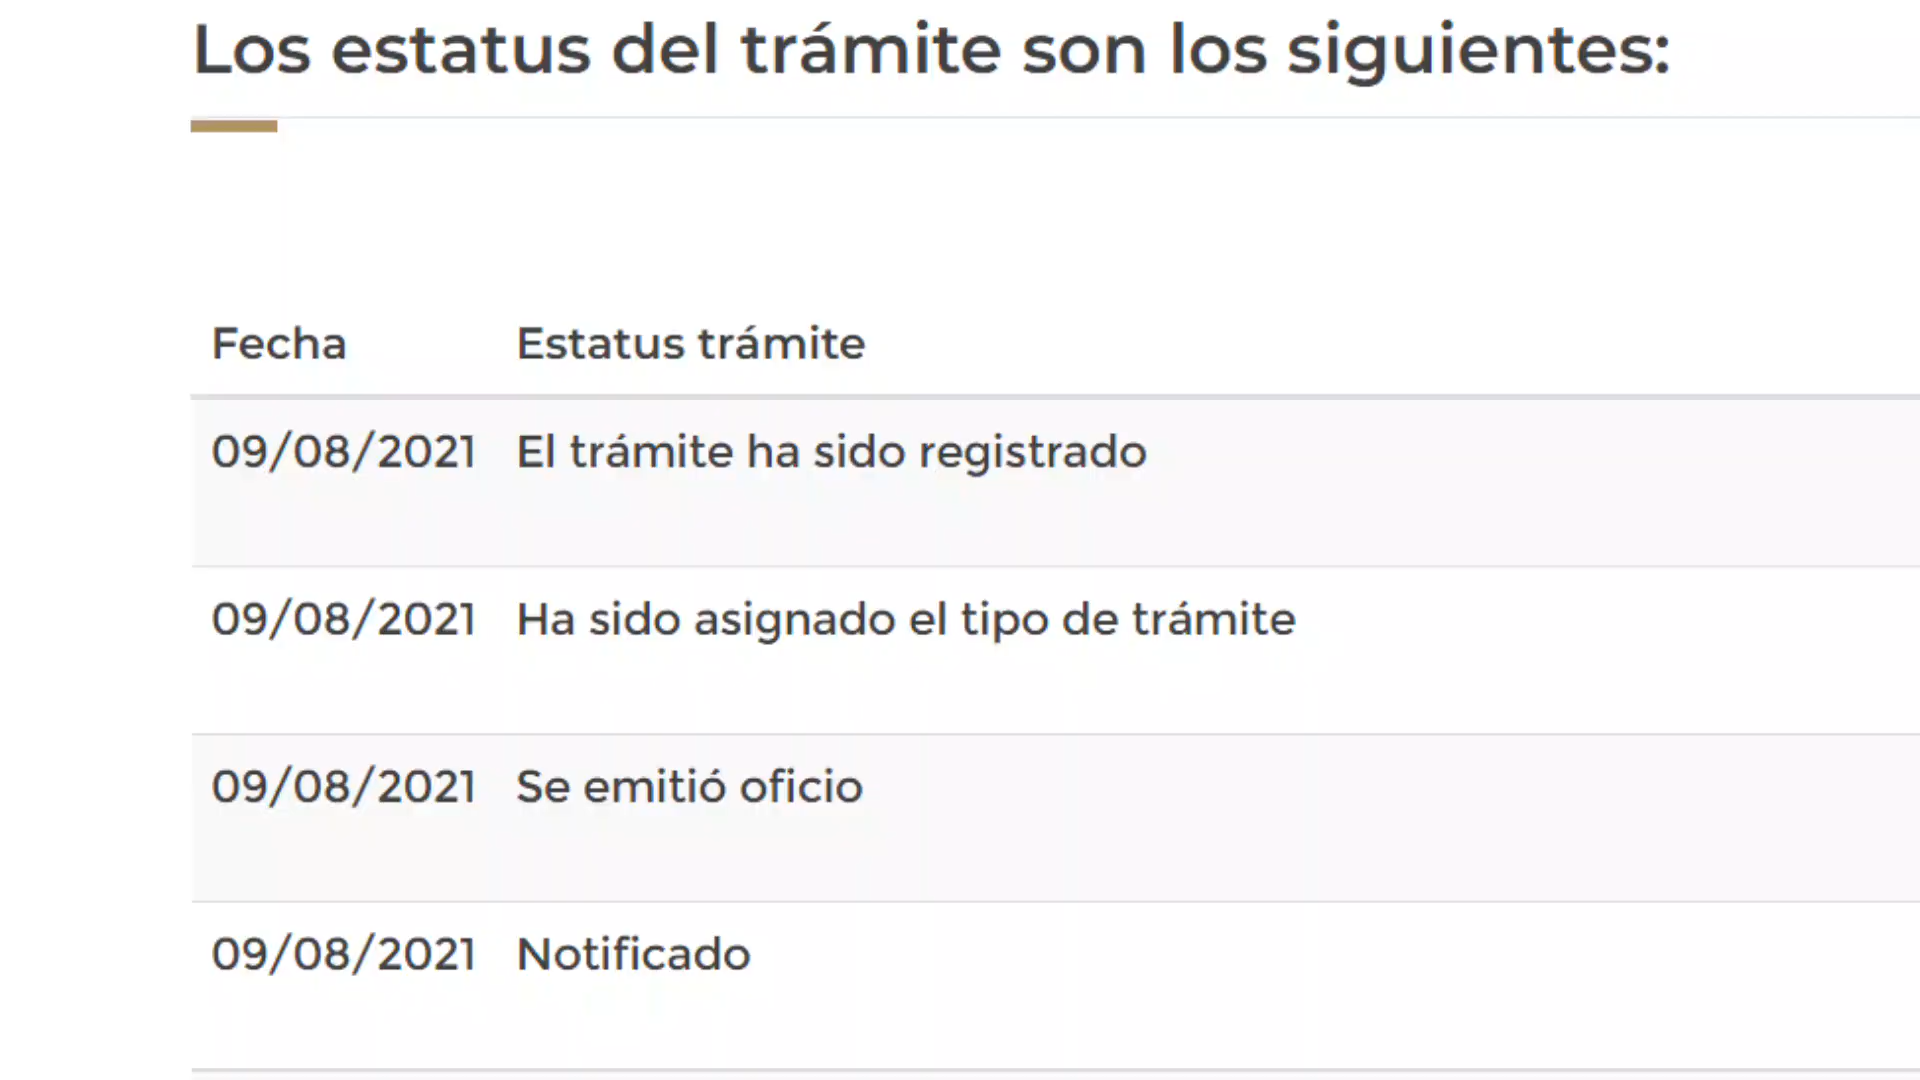 Los estatus del trámite son los siguientes:
Fecha Estatus trámite
09/08/2021 El trámite ha sido registrado
09/08/2021 Ha sido asignado el tipo de trámite
09/08/2021 Se emitió oficio
09/08/2021 Notificado